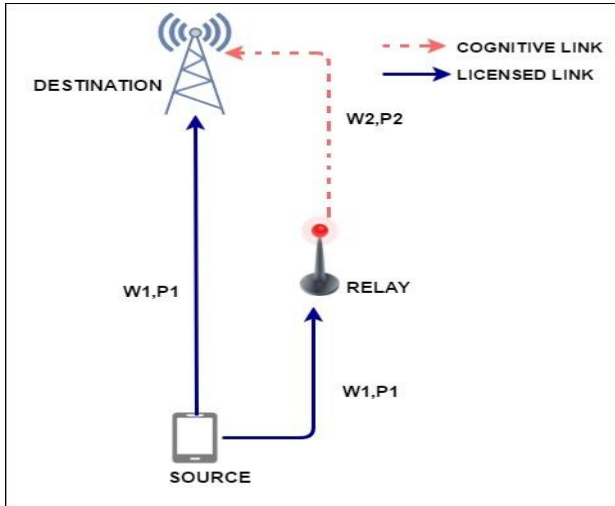 COGNITIVE LINK
LICENSED LINK
DESTINATION
W2,P2
W1,P1
RELAY
W1,P1
SOURCE